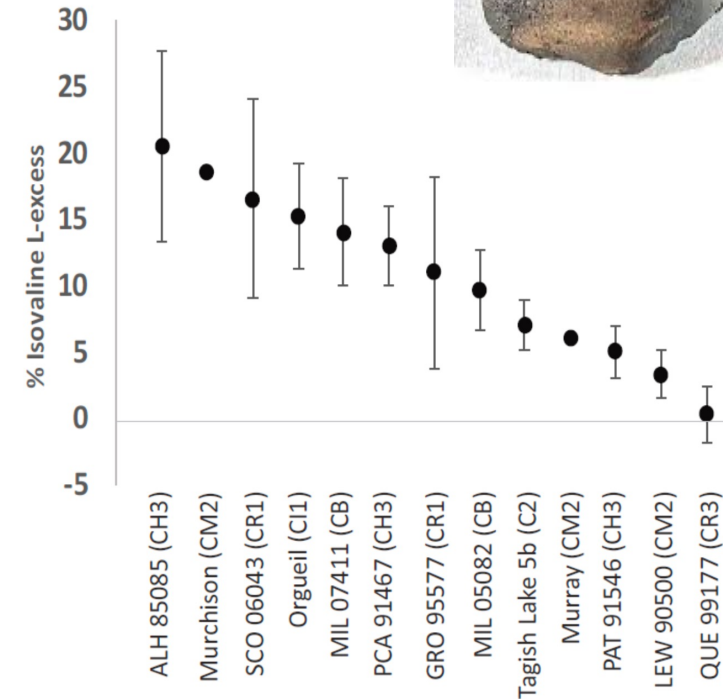 % Isovaline L-excess
30
25
20
15
10
5
0
-5
ALH 85085 (CH3)
Murchison (CM2)
SCO 06043 (CR1)
Orgueil (CI1)
MIL 07411 (CB)
PCA 91467 (CH3)
GRO 95577 (CR1)
MIL 05082 (CB)
Tagish Lake 5b (C2)
Murray (CM2)
PAT 91546 (CH3)
LEW 90500 (CM2)
QUE 99177 (CR3)